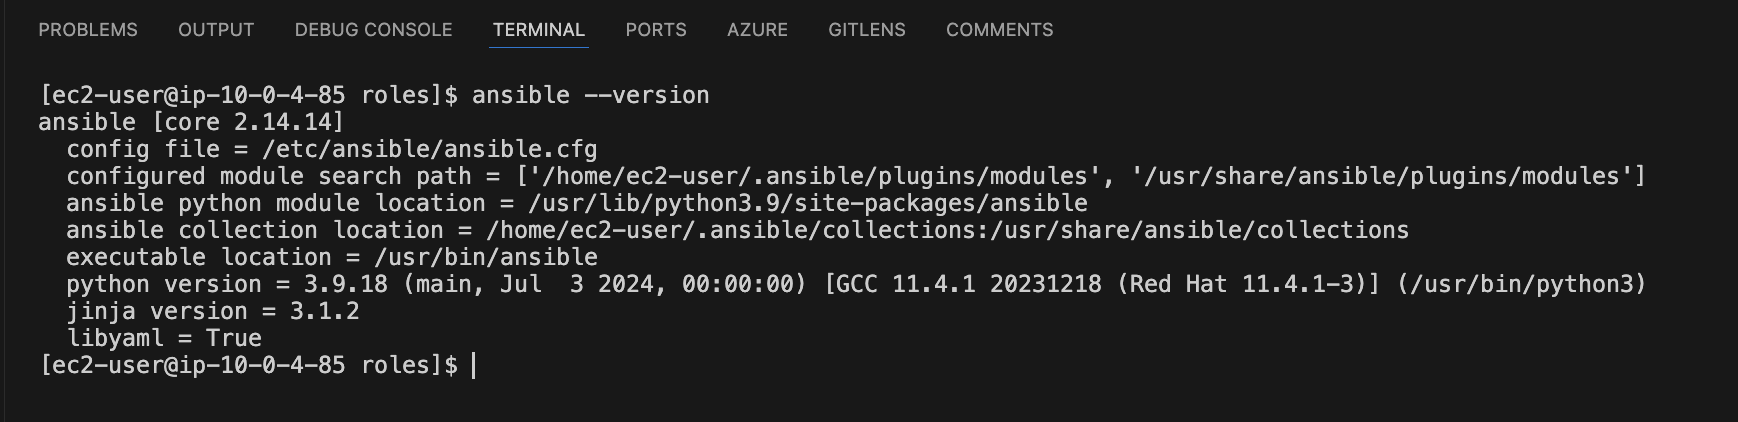 PROBLEMS OUTPUT DEBUG CONSOLE TERMINAL PORTS AZURE GITLENS COMMENTS
[ec2-user@ip-10-0-4-85 roles]$ ansible --version
ansible [core 2.14.14]
  config file = /etc/ansible/ansible.cfg
  configured module search path = ['/home/ec2-user/.ansible/plugins/modules', '/usr/share/ansible/plugins/modules']
  ansible python module location = /usr/lib/python3.9/site-packages/ansible
  ansible collection location = /home/ec2-user/.ansible/collections:/usr/share/ansible/collections
  executable location = /usr/bin/ansible
  python version = 3.9.18 (main, Jul  3 2024, 00:00:00) [GCC 11.4.1 20231218 (Red Hat 11.4.1-3)] (/usr/bin/python3)
  jinja version = 3.1.2
  libyaml = True
[ec2-user@ip-10-0-4-85 roles]$